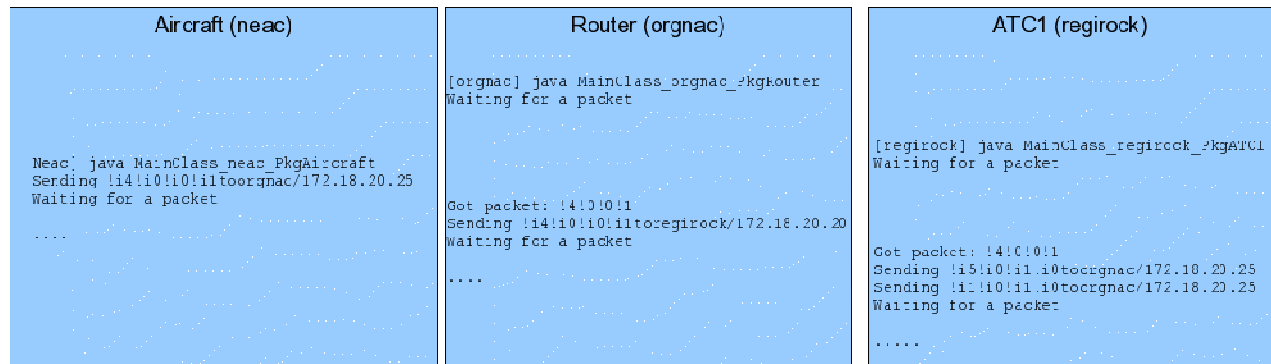 Aircraft (neac)
Neac] java MainClass_neac_PkgAircraft
Sending !i4!i0!i0!i1toorgnac/172.18.20.25
Waiting for a packet
....
Router (orgnac)
[orgnac] java MainClass_orgnac_PkgRouter
Waiting for a packet
Got packet: !4!0!0!1
Sending !i4!i0!i0!i1toregirock/172.18.20.20
Waiting for a packet
....
ATC1 (regirock)
[regirock] java MainClass_regirock_PkgATC1
Waiting for a packet
Got packet: !4!0!0!1
Sending !i5!i0!i1!i0toorgnac/172.18.20.25
Sending !i1!i0!i1!i0toorgnac/172.18.20.25
Waiting for a packet
.....